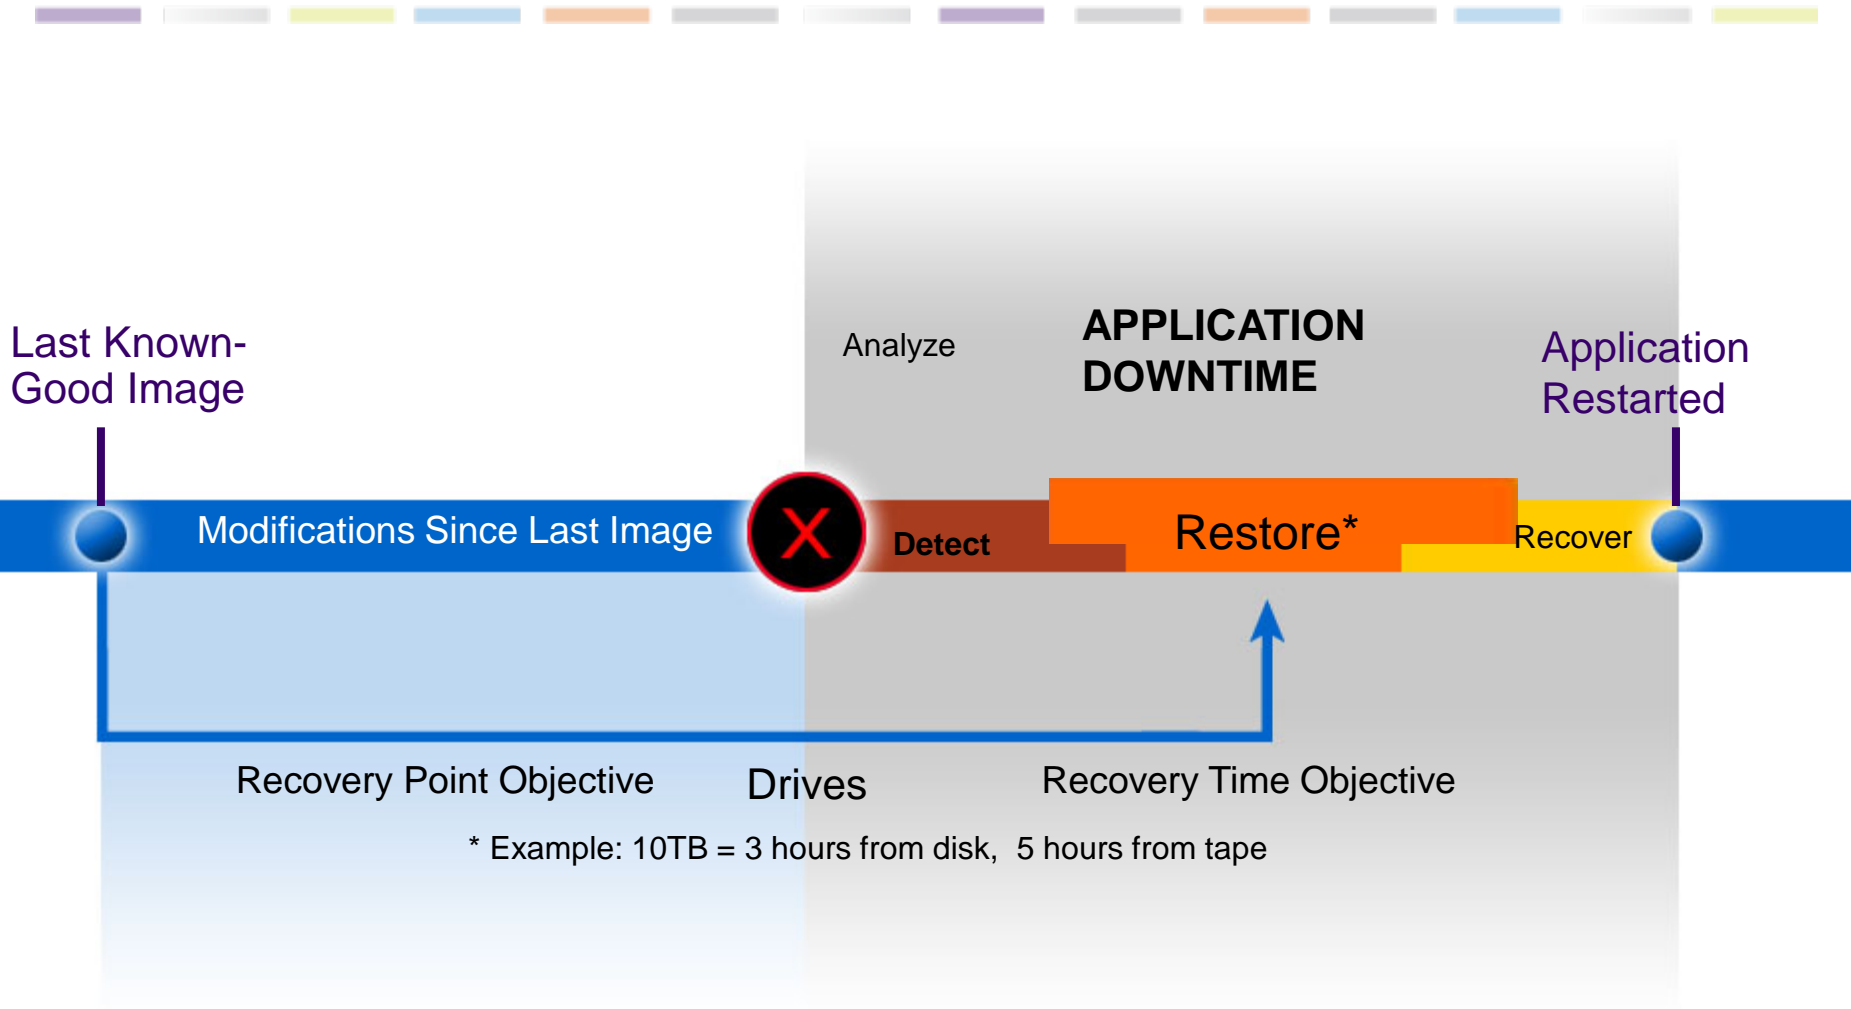 Last Known-
Good Image
Analyze
APPLICATION
DOWNTIME
Application
Restarted
Modifications Since Last Image
X
Detect
Restore*
Recover
Recovery Point Objective
Drives
Recovery Time Objective
* Example: 10TB = 3 hours from disk,  5 hours from tape